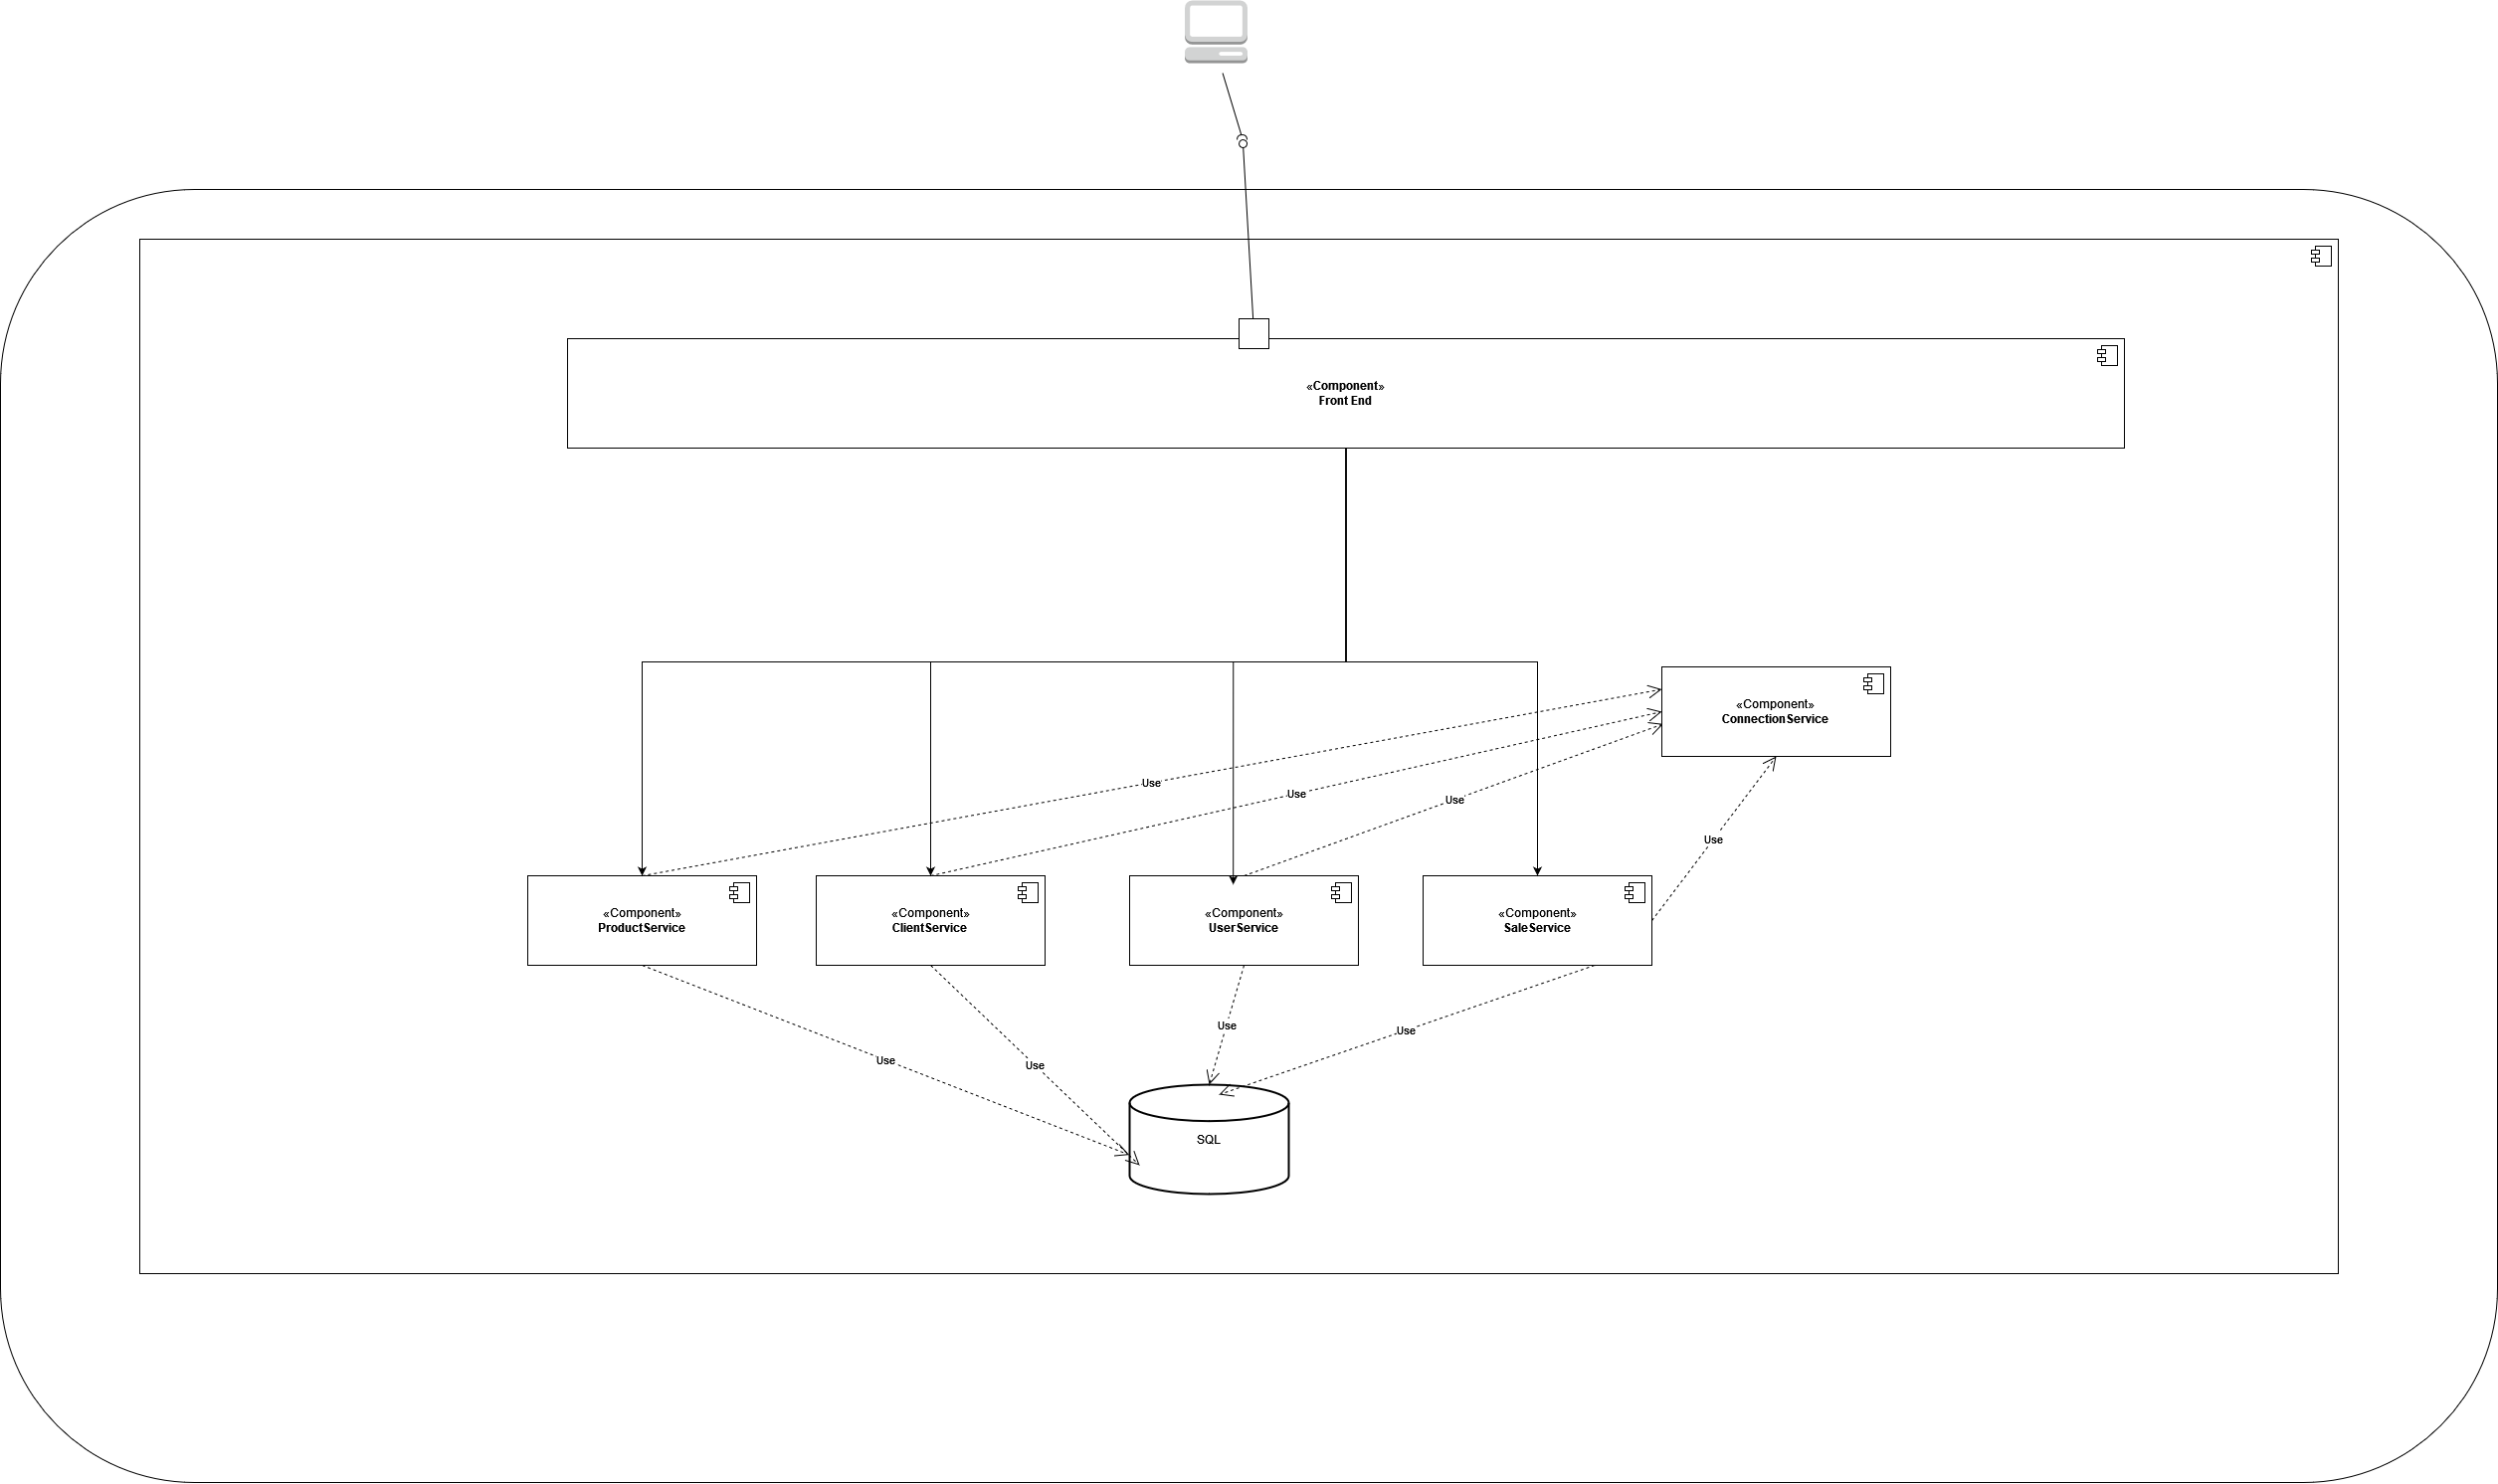 «Component»
Front End
«Component»
ConnectionService
Use
Use
Use
Use
«Component»
ProductService
«Component»
ClientService
«Component»
UserService
«Component»
SaleService
Use
Use
Use
Use
SQL